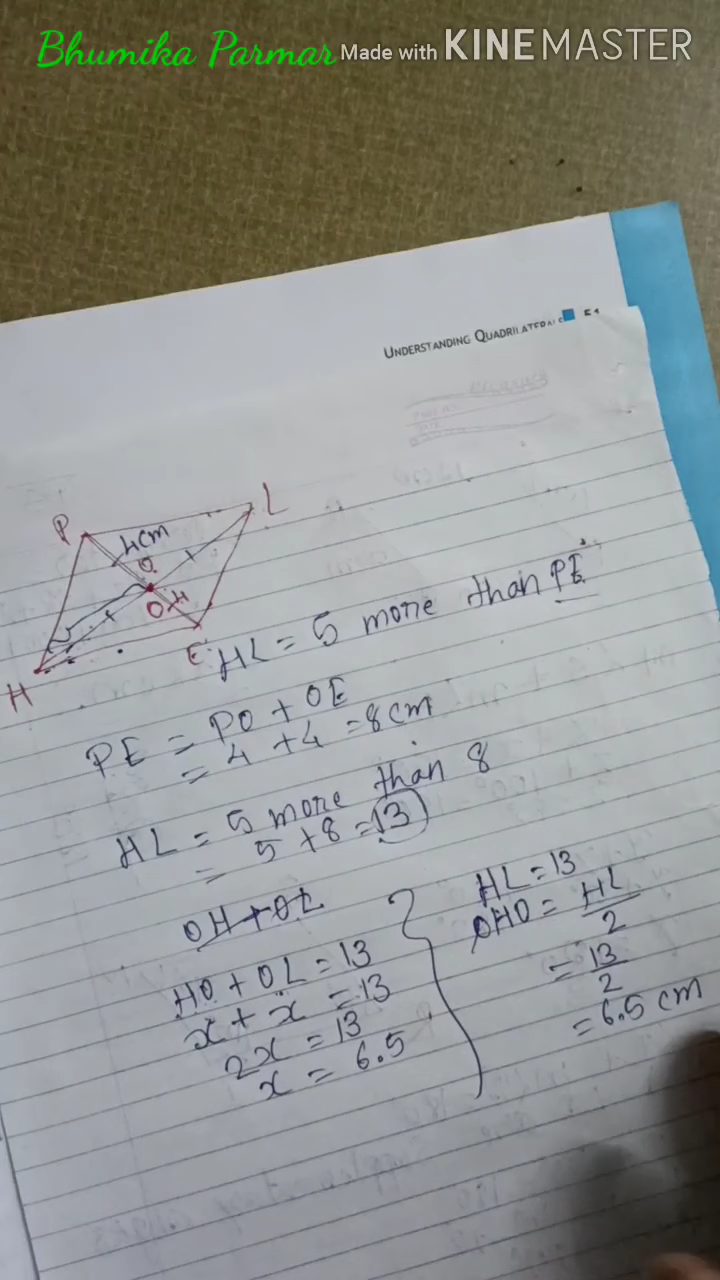 Bhumika Parmar Made with KINEMASTER
UNDERSTANDING QUADRILATERALS
P
L
4cm
O
4
H
E
HL = 5 more than PE
PE = PO + OE
= 4 + 4 = 8 cm
HL = 5 more than 8
= 5 + 8 = 13
OH + OL
HO + OL = 13
x + x = 13
2x = 13
x = 6.5
HL = 13
OHO = HL/2
= 13/2
= 6.5 cm